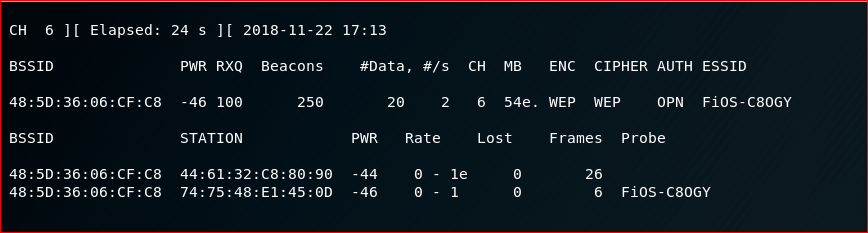 CH  6 ][ Elapsed: 24 s ][ 2018-11-22 17:13
BSSID              PWR RXQ  Beacons    #Data, #/s  CH  MB   ENC  CIPHER AUTH ESSID
48:5D:36:06:CF:C8  -46 100      250       20    2   6  54e. WEP  WEP    OPN  FiOS-C8OGY
BSSID              STATION            PWR   Rate    Lost    Frames  Probe
48:5D:36:06:CF:C8  44:61:32:C8:80:90  -44    0 - 1e     0       26
48:5D:36:06:CF:C8  74:75:48:E1:45:0D  -46    0 - 1      0        6  FiOS-C8OGY